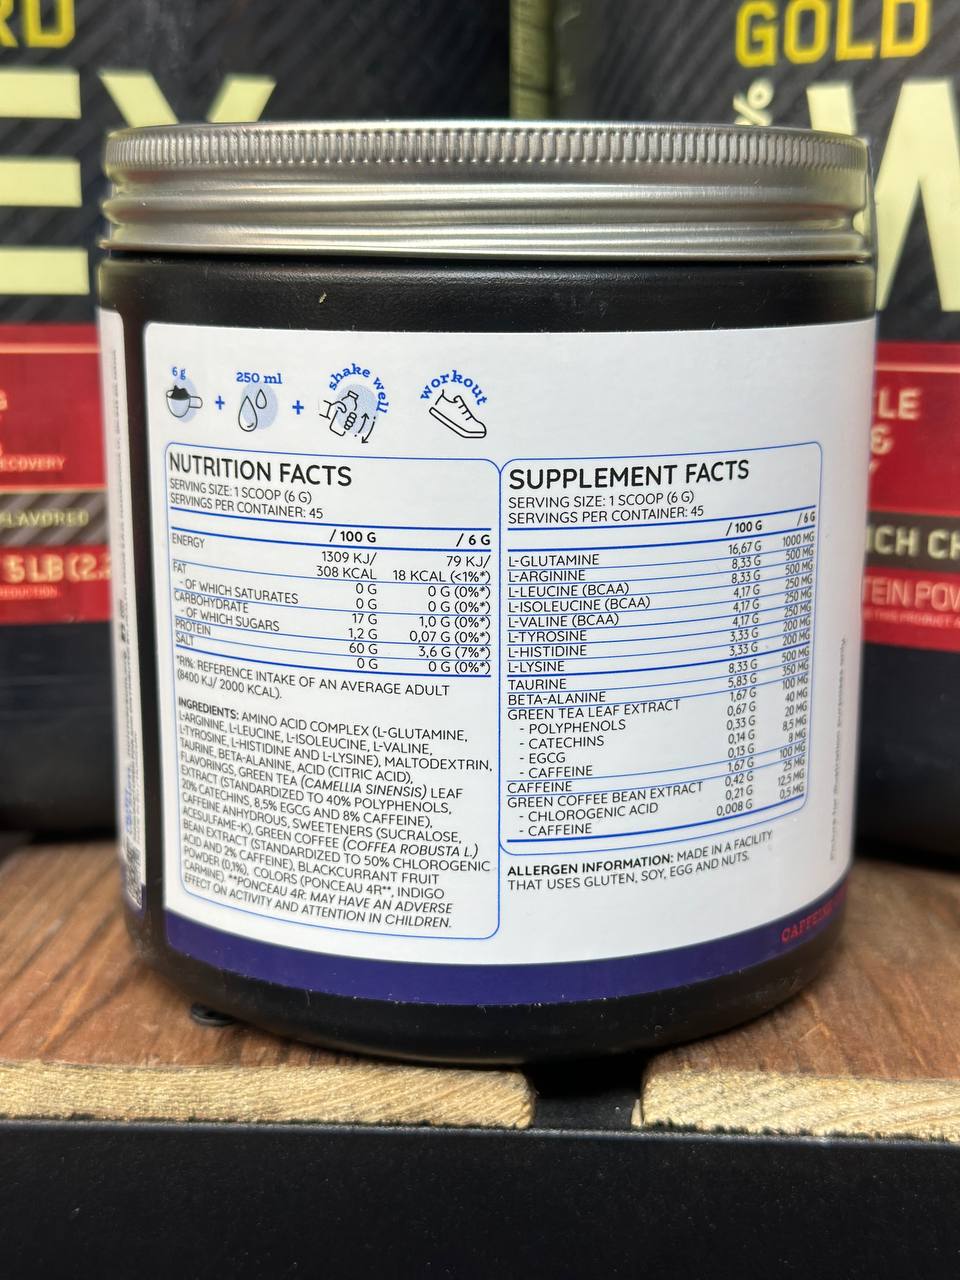 RD
EX
GOLD
%
W
ECOVERY
FLAVORED
5 LB (2.2
REDUCTION
CLE
&
Y
ICH CH
TEIN POW
6 g
+
250 ml
+
shake well
workout
NUTRITION FACTS
SERVING SIZE: 1 SCOOP (6 G)
SERVINGS PER CONTAINER: 45
/ 100 G / 6 G
ENERGY 1309 KJ/ 79 KJ/
308 KCAL 18 KCAL (<1%*)
FAT 0 G 0 G (0%*)
- OF WHICH SATURATES 0 G 0 G (0%*)
CARBOHYDRATE 17 G 1,0 G (0%*)
- OF WHICH SUGARS 1,2 G 0,07 G (0%*)
PROTEIN 60 G 3,6 G (7%*)
SALT 0 G 0 G (0%*)
*RI%: REFERENCE INTAKE OF AN AVERAGE ADULT
(8400 KJ/ 2000 KCAL).
INGREDIENTS: AMINO ACID COMPLEX (L-GLUTAMINE,
L-ARGININE, L-LEUCINE, L-ISOLEUCINE, L-VALINE,
L-TYROSINE, L-HISTIDINE AND L-LYSINE), MALTODEXTRIN,
TAURINE, BETA-ALANINE, ACID (CITRIC ACID),
FLAVORINGS, GREEN TEA (CAMELLIA SINENSIS) LEAF
EXTRACT (STANDARDIZED TO 40% POLYPHENOLS,
20% CATECHINS, 8,5% EGCG AND 8% CAFFEINE),
CAFFEINE ANHYDROUS, SWEETENERS (SUCRALOSE,
ACESULFAME-K), GREEN COFFEE (COFFEA ROBUSTA L.)
BEAN EXTRACT (STANDARDIZED TO 50% CHLOROGENIC
ACID AND 2% CAFFEINE), BLACKCURRANT FRUIT
POWDER (0,1%), COLORS (PONCEAU 4R**, INDIGO
CARMINE). **PONCEAU 4R: MAY HAVE AN ADVERSE
EFFECT ON ACTIVITY AND ATTENTION IN CHILDREN.
SUPPLEMENT FACTS
SERVING SIZE: 1 SCOOP (6 G)
SERVINGS PER CONTAINER: 45
/ 100 G / 6 G
L-GLUTAMINE 16,67 G 1000 MG
L-ARGININE 8,33 G 500 MG
L-LEUCINE (BCAA) 8,33 G 500 MG
L-ISOLEUCINE (BCAA) 4,17 G 250 MG
L-VALINE (BCAA) 4,17 G 250 MG
L-TYROSINE 4,17 G 250 MG
L-HISTIDINE 3,33 G 200 MG
L-LYSINE 3,33 G 200 MG
TAURINE 8,33 G 500 MG
BETA-ALANINE 5,83 G 350 MG
GREEN TEA LEAF EXTRACT 1,67 G 100 MG
- POLYPHENOLS 0,67 G 40 MG
- CATECHINS 0,33 G 20 MG
- EGCG 0,14 G 8,5 MG
- CAFFEINE 0,13 G 8 MG
CAFFEINE 1,67 G 100 MG
GREEN COFFEE BEAN EXTRACT 0,42 G 25 MG
- CHLOROGENIC ACID 0,21 G 12,5 MG
- CAFFEINE 0,008 G 0,5 MG
ALLERGEN INFORMATION: MADE IN A FACILITY
THAT USES GLUTEN, SOY, EGG AND NUTS.
CAFFEINE